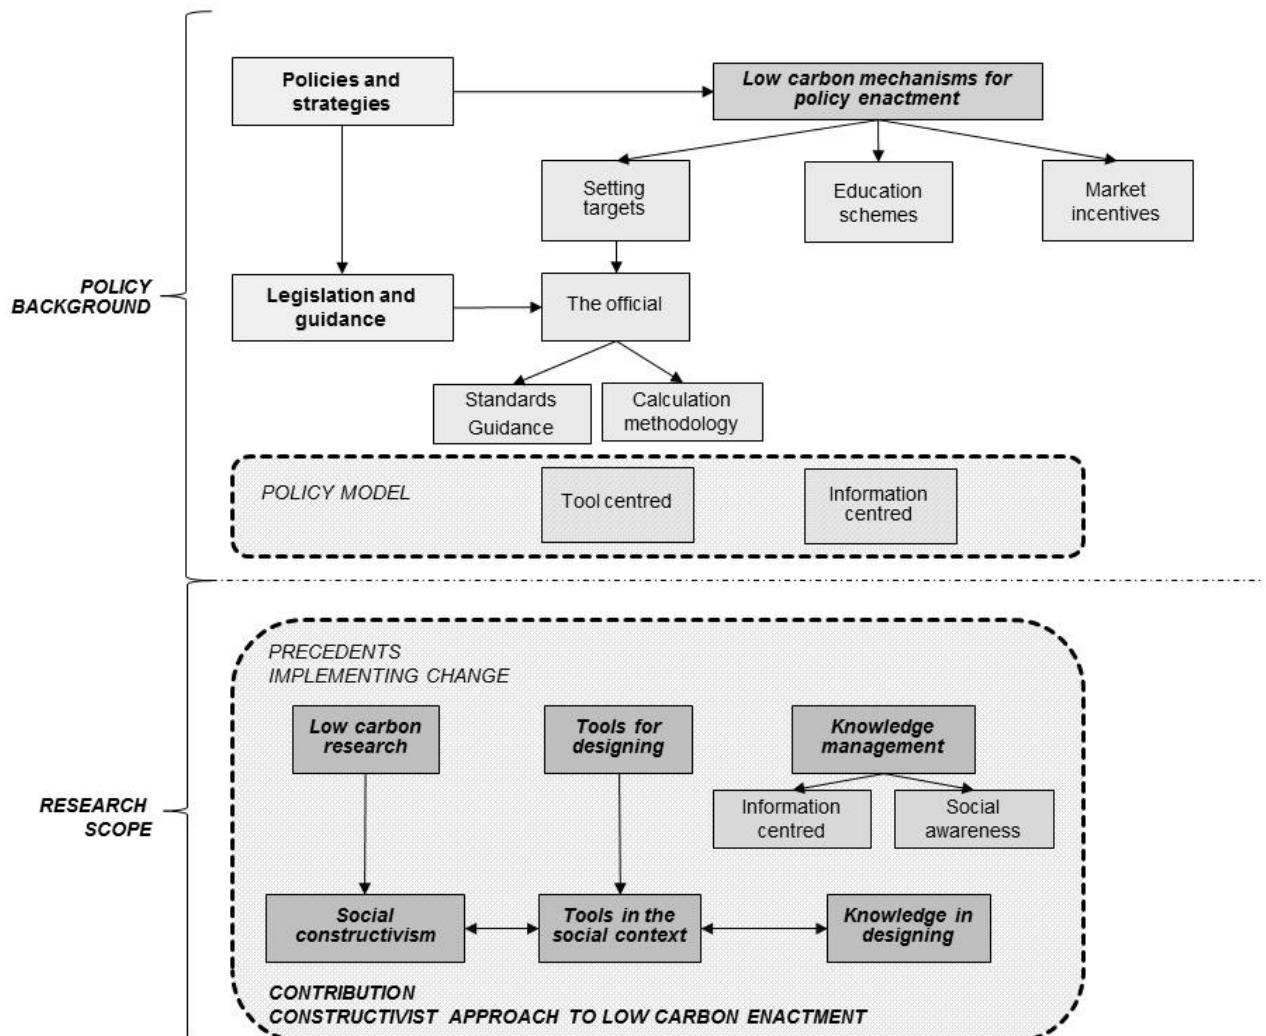 Policies and
strategies
Low carbon mechanisms for
policy enactment
Setting
targets
Education
schemes
Market
incentives
POLICY
BACKGROUND
Legislation and
guidance
The official
Standards
Guidance
Calculation
methodology
POLICY MODEL
Tool centred
Information
centred
PRECEDENTS
IMPLEMENTING CHANGE
Low carbon
research
Tools for
designing
Knowledge
management
RESEARCH
SCOPE
Information
centred
Social
awareness
Social
constructivism
Tools in the
social context
Knowledge in
designing
CONTRIBUTION
CONSTRUCTIVIST APPROACH TO LOW CARBON ENACTMENT